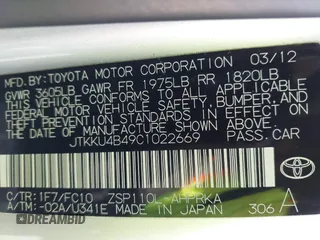 MFD.BY:TOYOTA MOTOR CORPORATION 03/12
GVWR 3605LB GAWR FR 1975LB RR 1820LB
THIS VEHICLE CONFORMS TO ALL APPLICABLE
FEDERAL MOTOR VEHICLE SAFETY, BUMPER, AND
THEFT PREVENTION STANDARDS IN EFFECT ON THE DATE
OF MANUFACTURE SHOWN ABOVE.
JTKKU4B49C1022669 PASS.CAR
C/TR:1F7/FC10 ZSP110L-AHPRKA
A/TM:-02A/U341E MADE IN JAPAN 306 A
TOYOTA
BIDFAX